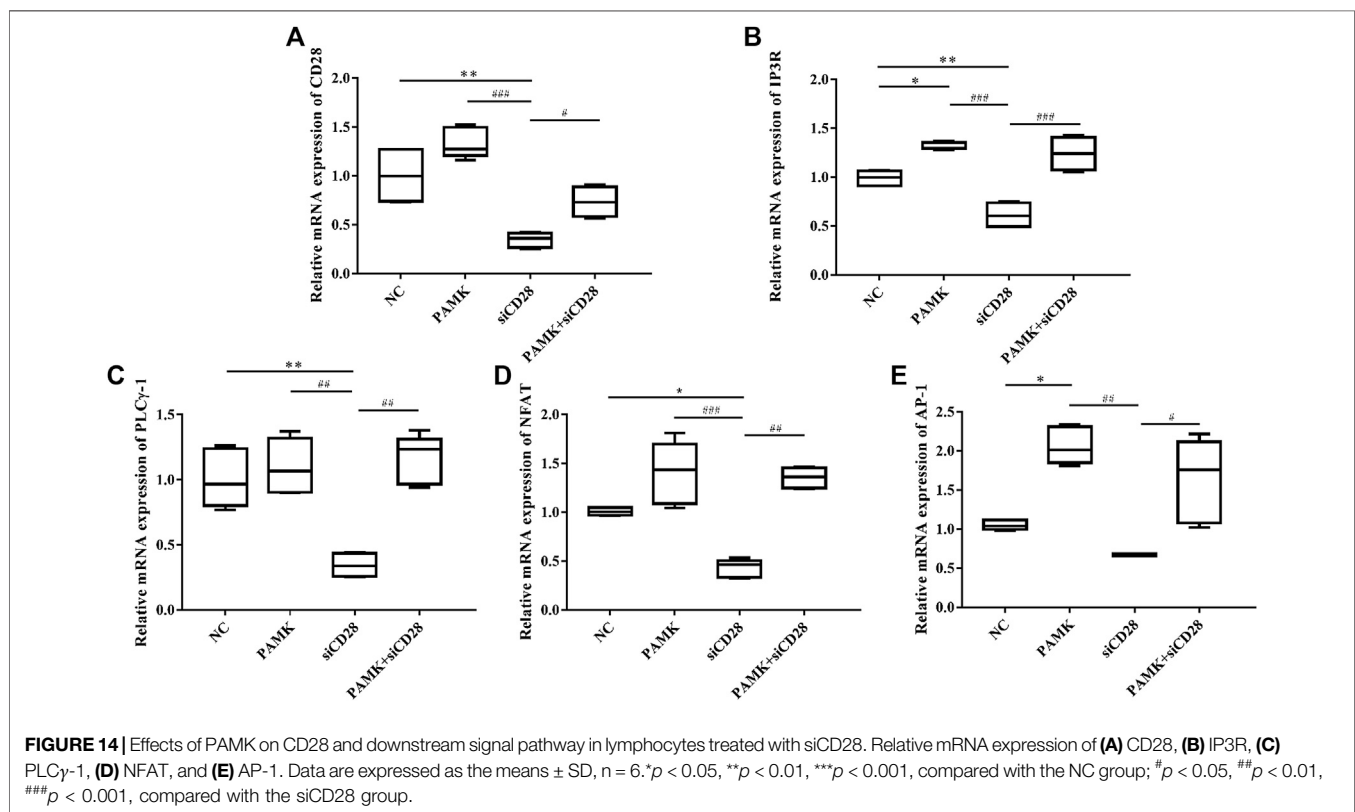 A
Relative mRNA expression of CD28
2.0
1.5
1.0
0.5
0.0
**
###
#
NC
PAMK
siCD28
PAMK+siCD28
B
Relative mRNA expression of IP3R
2.0
1.5
1.0
0.5
0.0
**
*
###
###
NC
PAMK
siCD28
PAMK+siCD28
C
Relative mRNA expression of PLCγ-1
1.5
1.0
0.5
0.0
**
##
##
NC
PAMK
siCD28
PAMK+siCD28
D
Relative mRNA expression of NFAT
2.0
1.5
1.0
0.5
0.0
*
###
##
NC
PAMK
siCD28
PAMK+siCD28
E
Relative mRNA expression of AP-1
2.5
2.0
1.5
1.0
0.5
0.0
*
##
#
NC
PAMK
siCD28
PAMK+siCD28
FIGURE 14 | Effects of PAMK on CD28 and downstream signal pathway in lymphocytes treated with siCD28. Relative mRNA expression of (A) CD28, (B) IP3R, (C)
PLCγ-1, (D) NFAT, and (E) AP-1. Data are expressed as the means ± SD, n = 6.*p < 0.05, **p < 0.01, ***p < 0.001, compared with the NC group; #p < 0.05, ##p < 0.01,
###p < 0.001, compared with the siCD28 group.